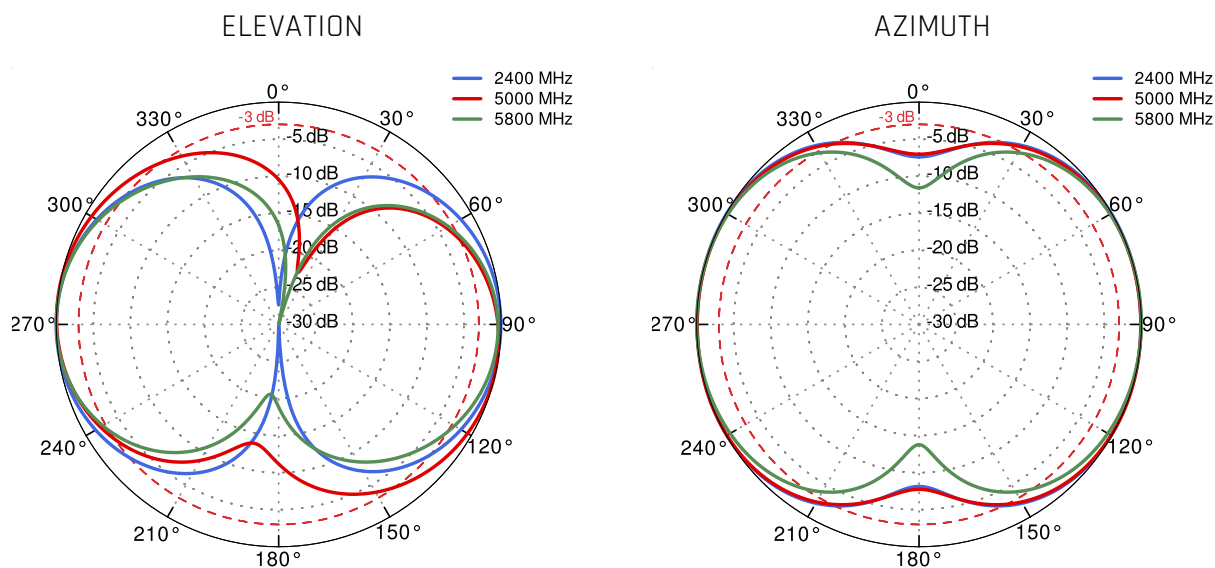 ELEVATION
2400 MHz
5000 MHz
5800 MHz
0°
30°
60°
90°
120°
150°
180°
210°
240°
270°
300°
330°
-3 dB
-5 dB
-10 dB
-15 dB
-20 dB
-25 dB
-30 dB
AZIMUTH
2400 MHz
5000 MHz
5800 MHz
0°
30°
60°
90°
120°
150°
180°
210°
240°
270°
300°
330°
-3 dB
-5 dB
-10 dB
-15 dB
-20 dB
-25 dB
-30 dB